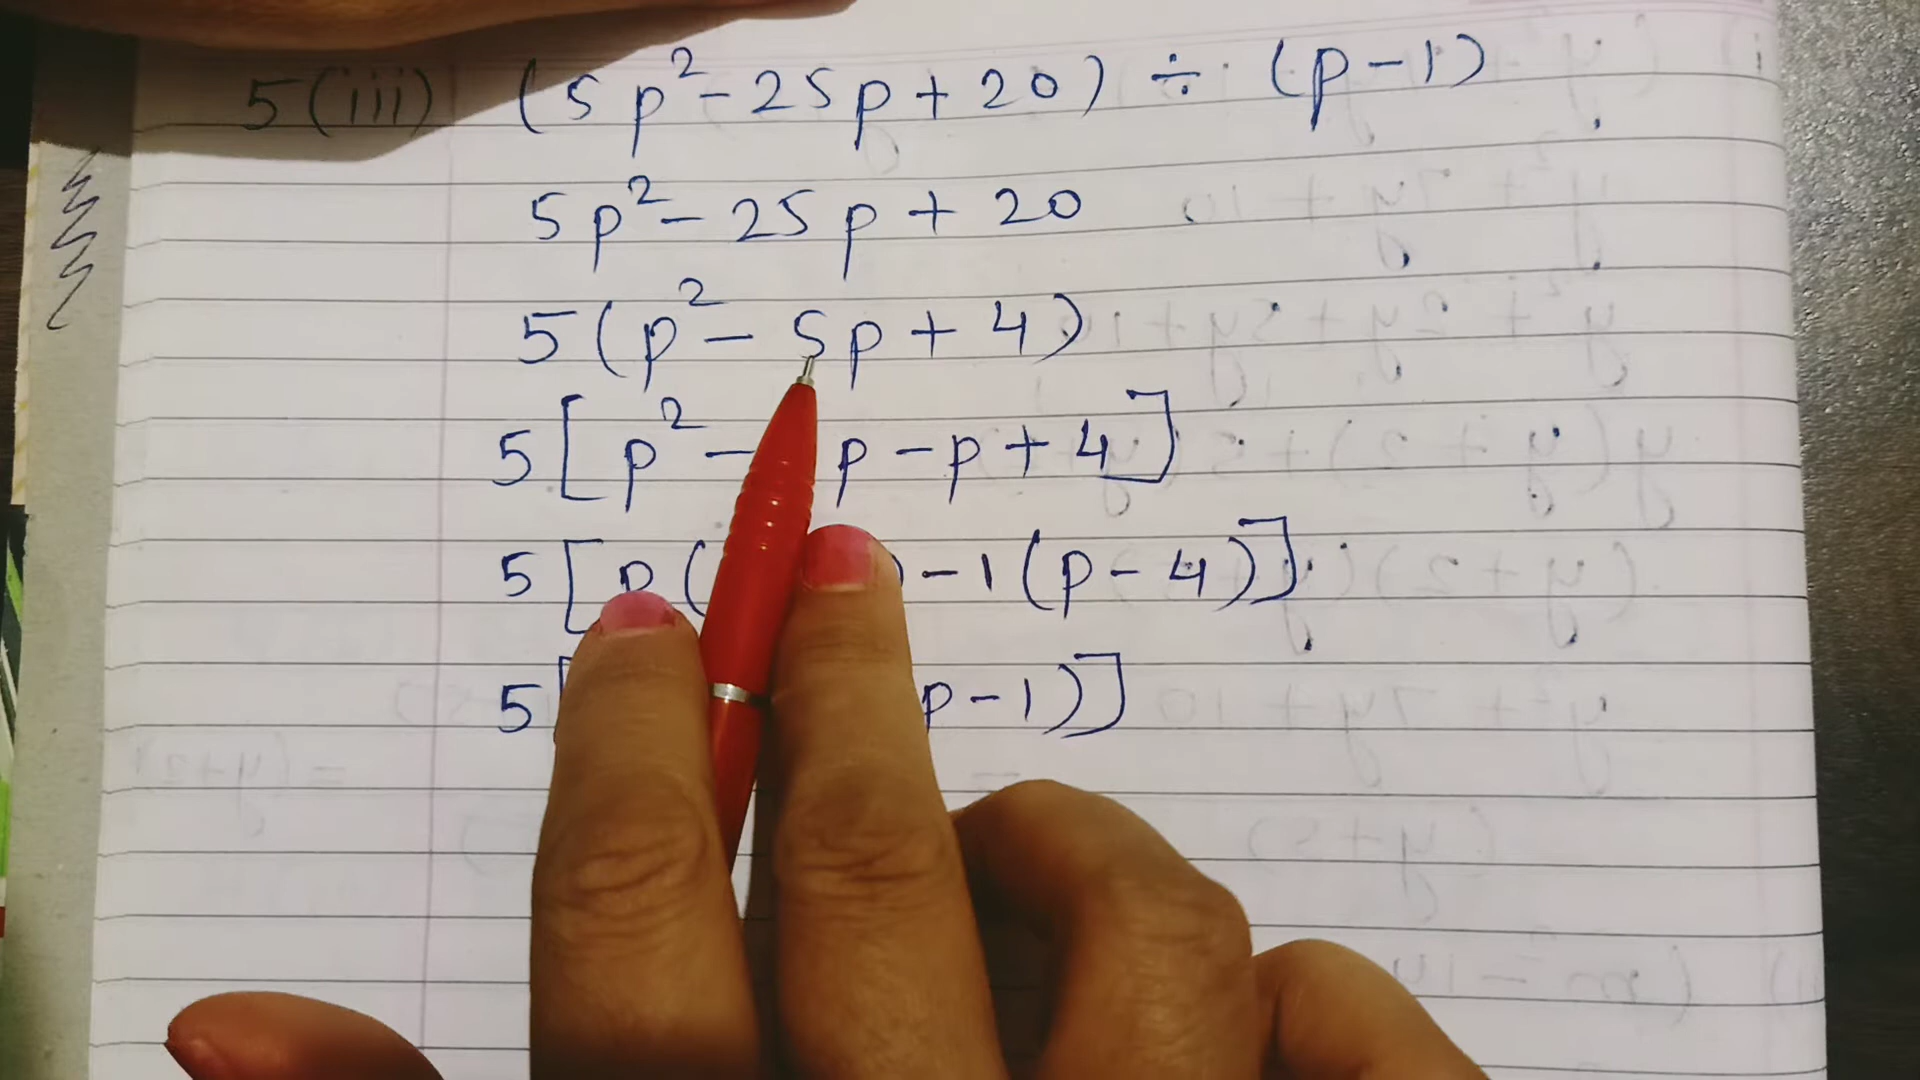 5(iii) (5p² - 25p + 20) ÷ (p - 1)
5p² - 25p + 20
5(p² - 5p + 4)
5[p² - p - p + 4]
5[p( ) - 1(p - 4)]
5[ p - 1)]